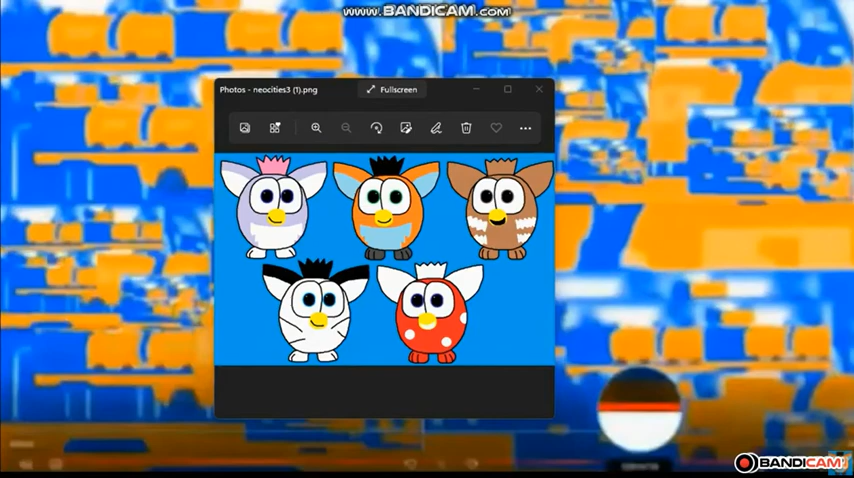 www.BANDICAM.com
Photos - neocities3 (1).png
Fullscreen
BANDICAM